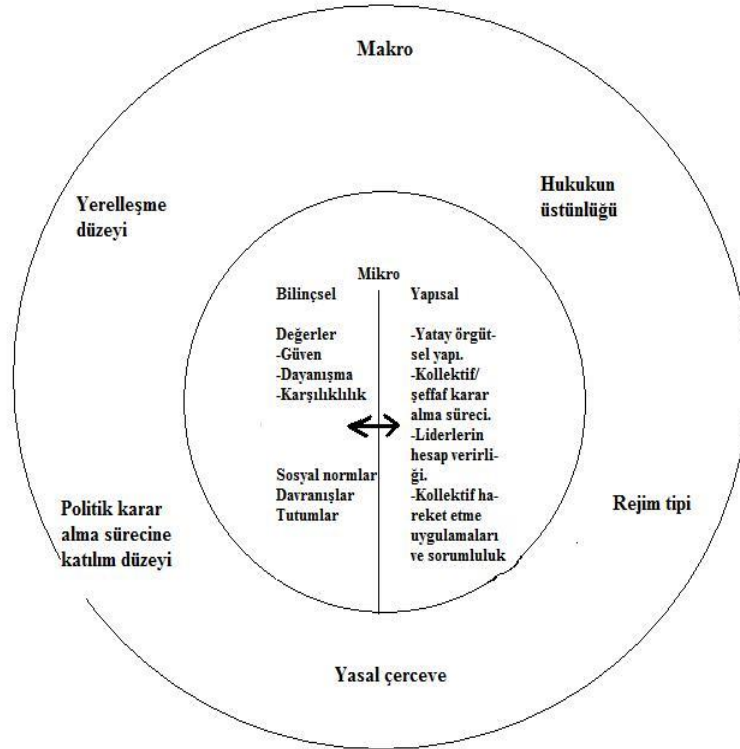 Makro
Yerelleşme
düzeyi
Hukukun
üstünlüğü
Mikro
Bilinçsel
Değerler
-Güven
-Dayanışma
-Karşılıklılık
Sosyal normlar
Davranışlar
Tutumlar
Yapısal
-Yatay örgüt-
sel yapı.
-Kollektif/
şeffaf karar
alma süreci.
-Liderlerin
hesap verirli-
ği.
-Kollektif ha-
reket etme
uygulamaları
ve sorumluluk
Politik karar
alma sürecine
katılım düzeyi
Rejim tipi
Yasal çerceve